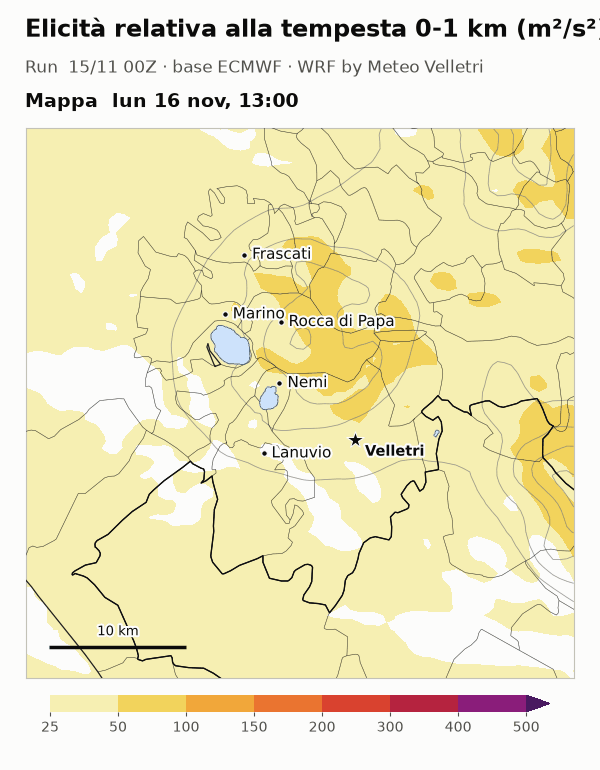 Elicità relativa alla tempesta 0-1 km (m²/s²)
Run 15/11 00Z · base ECMWF · WRF by Meteo Velletri
Mappa lun 16 nov, 13:00
Frascati
Marino
Rocca di Papa
Nemi
Velletri
Lanuvio
10 km
25 50 100 150 200 300 400 500